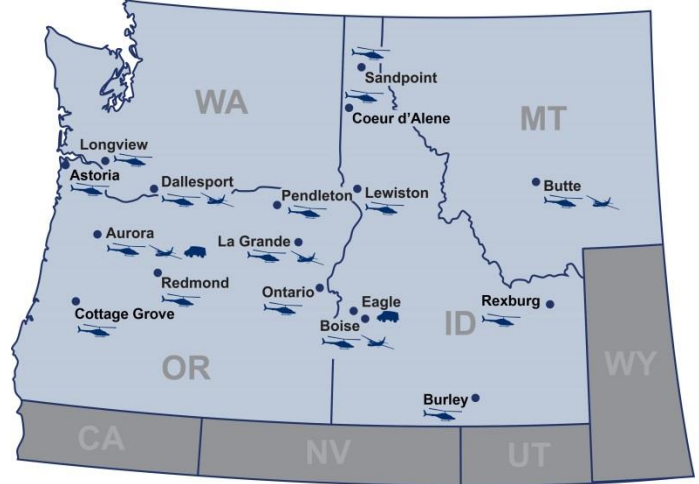 WA
Sandpoint
Coeur d'Alene
MT
Longview
Astoria
Dallesport
Pendleton
Lewiston
Butte
Aurora
La Grande
Redmond
Ontario
Eagle
Rexburg
Cottage Grove
Boise
ID
WY
OR
Burley
CA
NV
UT